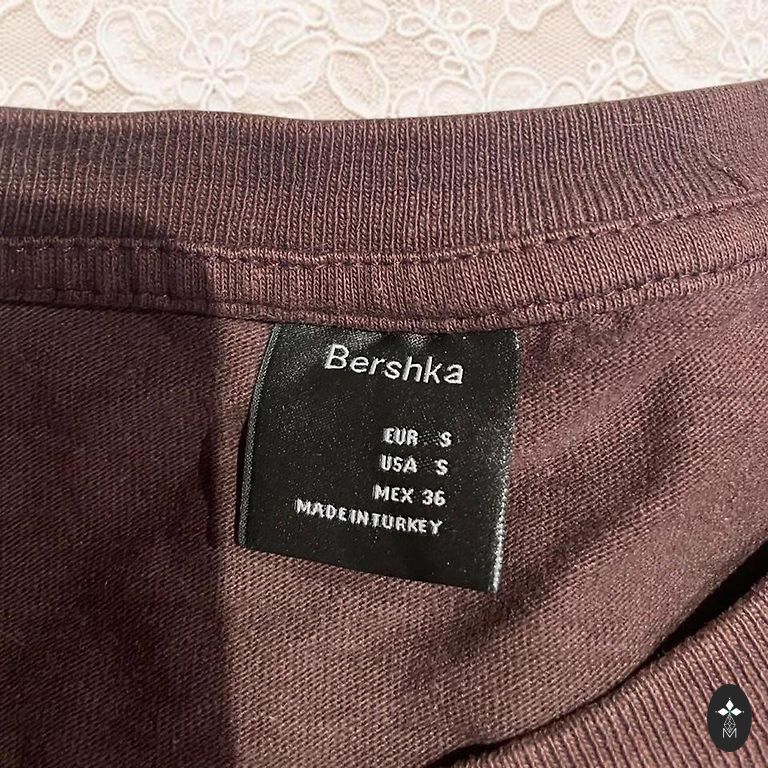 Bershka
EUR S
USA S
MEX 36
MADE IN TURKEY
M